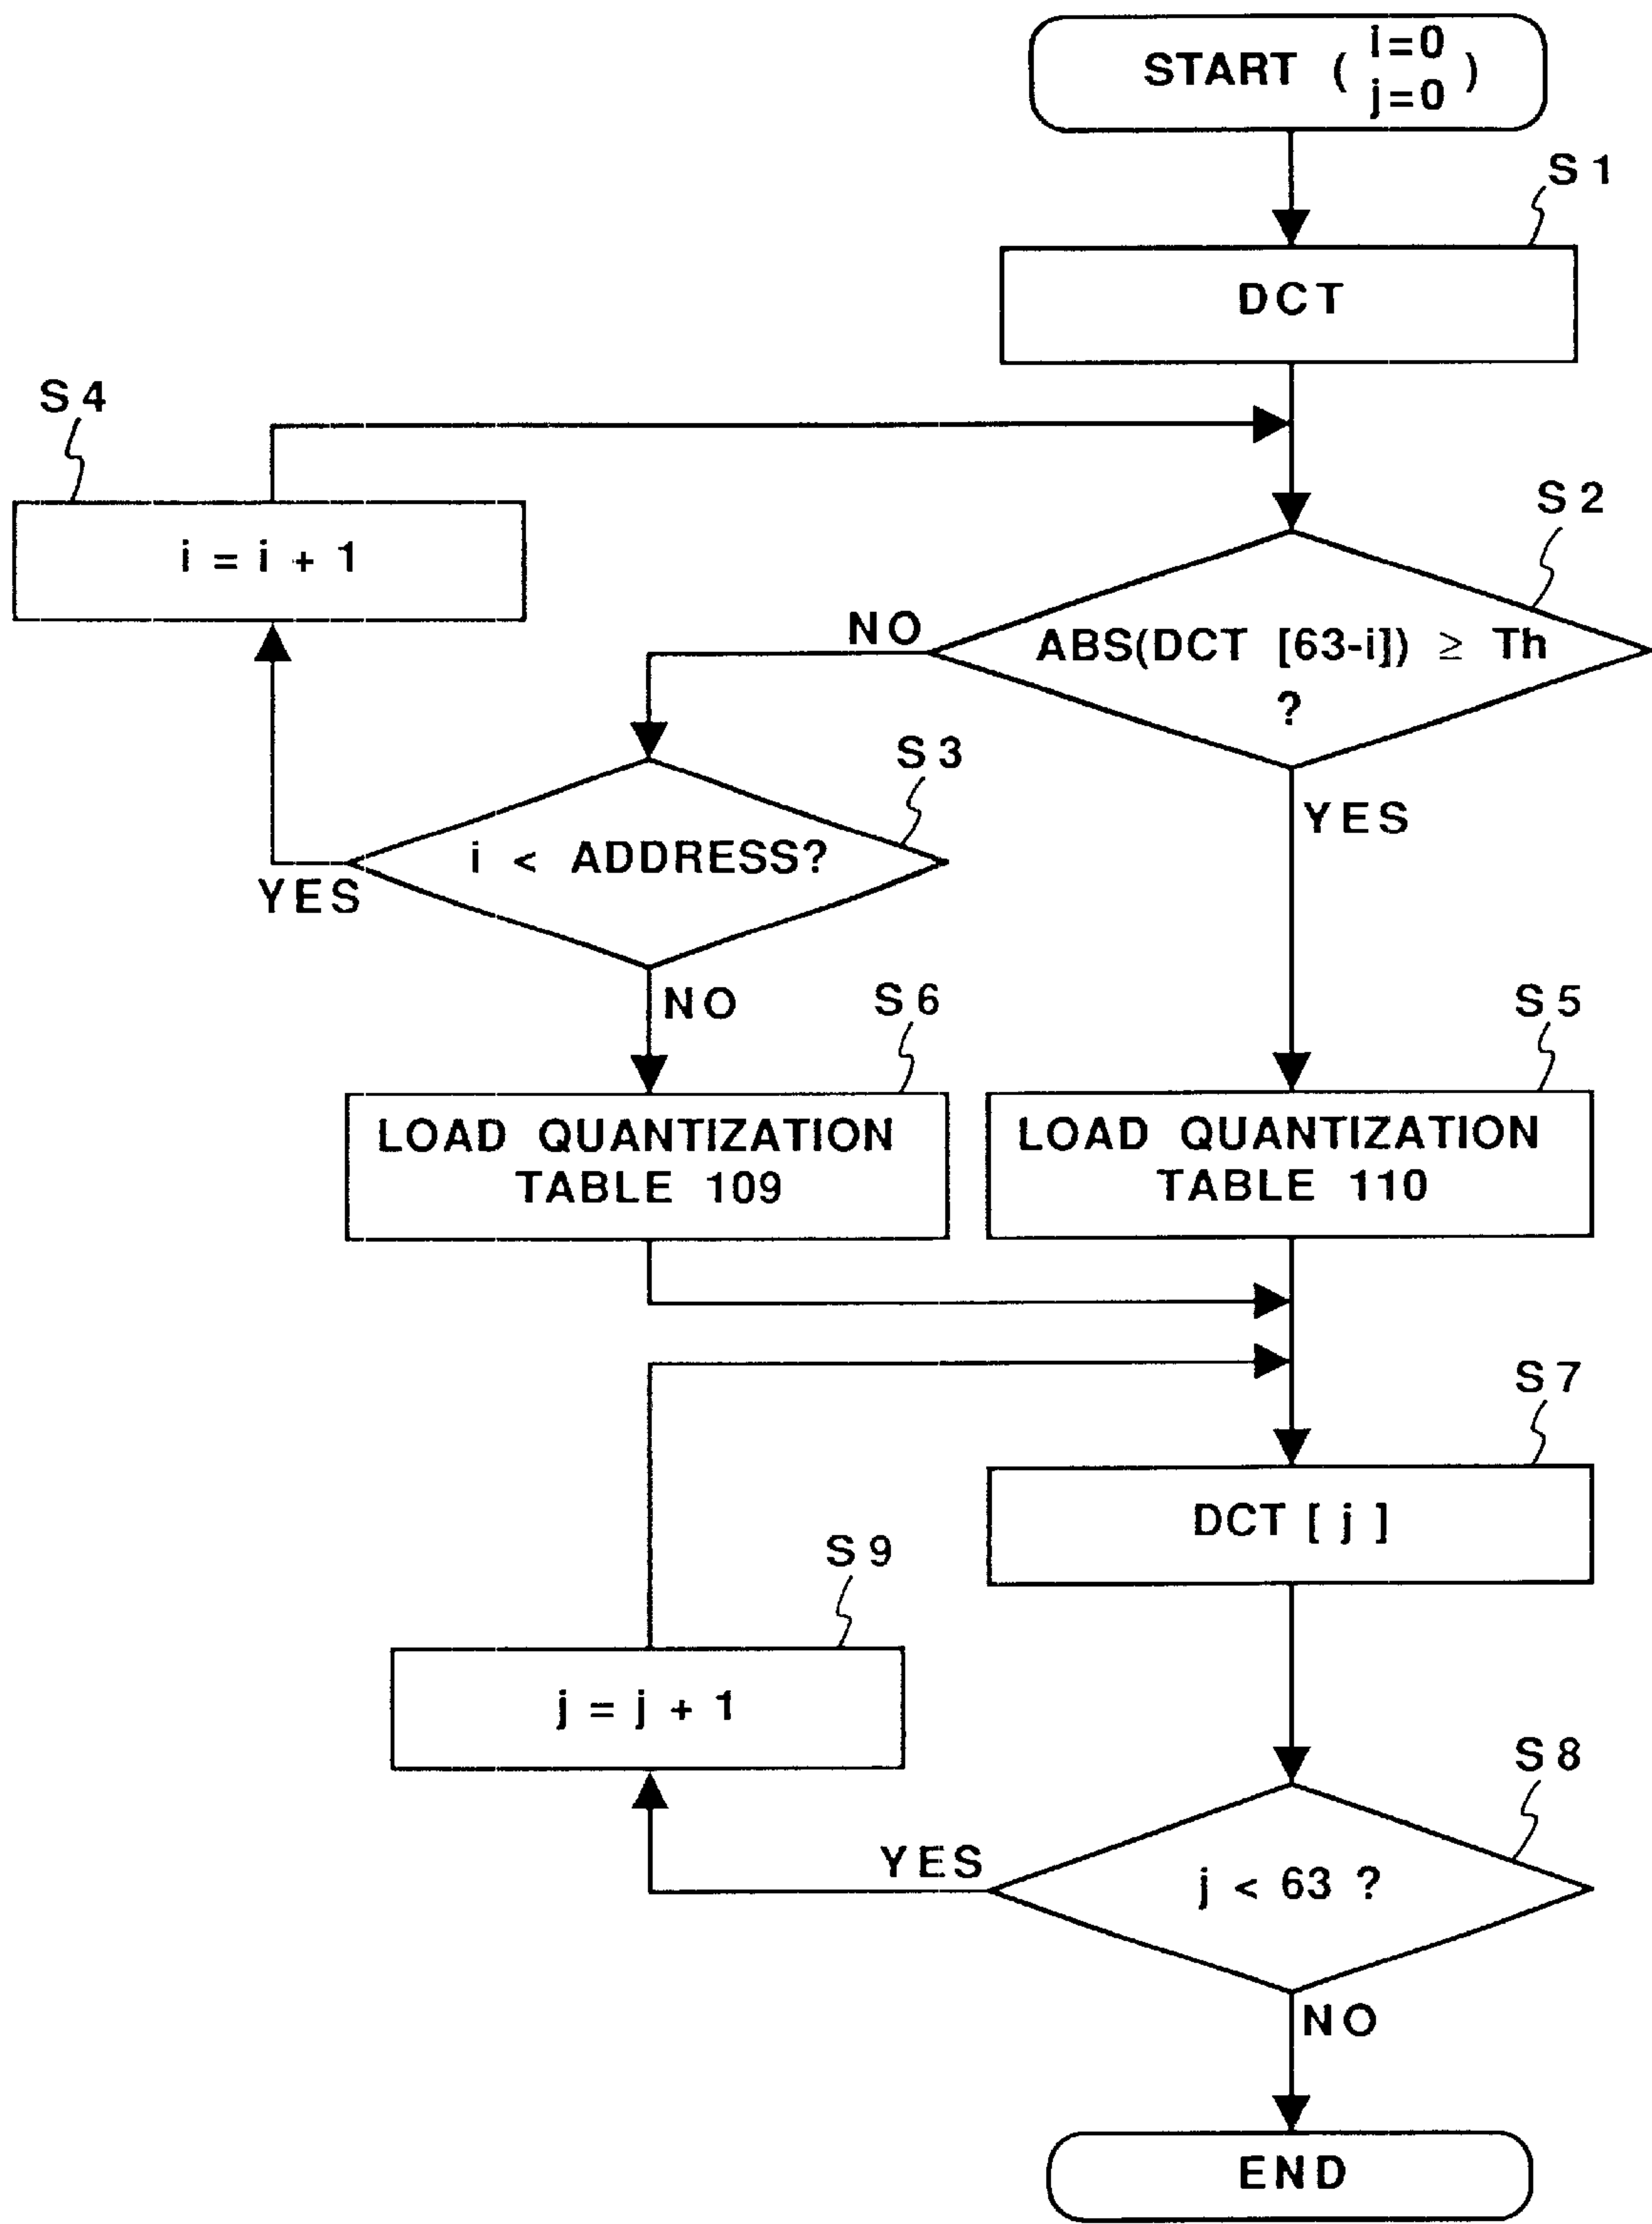 START ( i=0 j=0 )
S1
DCT
S4
i = i + 1
S2
NO
ABS(DCT [63-i]) ≥ Th
?
YES
S3
i < ADDRESS?
YES
NO
S6
S5
LOAD QUANTIZATION
TABLE 109
LOAD QUANTIZATION
TABLE 110
S7
DCT [ j ]
S9
j = j + 1
S8
YES
j < 63 ?
NO
END